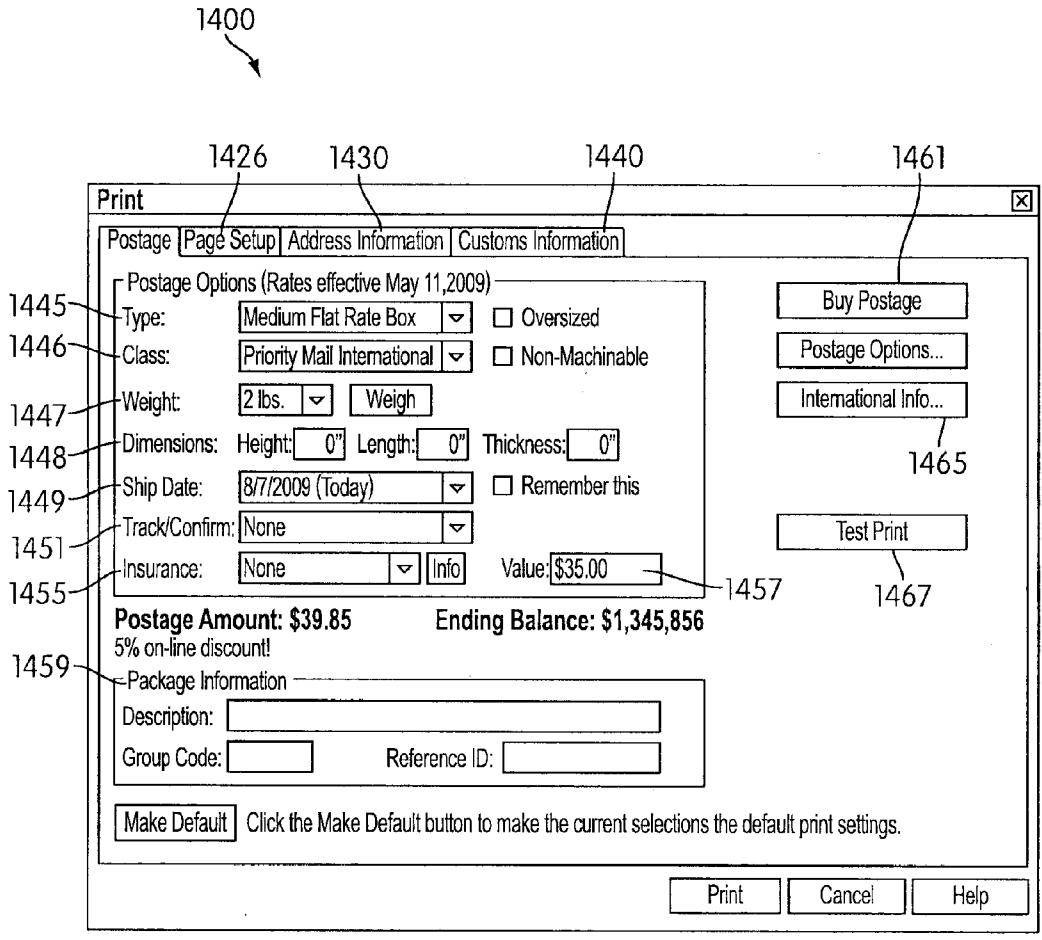 1400
1426 1430 1440 1461
Print
Postage Page Setup Address Information Customs Information
Postage Options (Rates effective May 11,2009)
1445 Type: Medium Flat Rate Box Oversized Buy Postage
1446 Class: Priority Mail International Non-Machinable Postage Options...
1447 Weight: 2 lbs. Weigh International Info...
1448 Dimensions: Height: 0" Length: 0" Thickness: 0"
1465
1449 Ship Date: 8/7/2009 (Today) Remember this
1451 Track/Confirm: None Test Print
1455 Insurance: None Info Value: $35.00 1457 1467
Postage Amount: $39.85 Ending Balance: $1,345,856
5% on-line discount!
1459 Package Information
Description:
Group Code: Reference ID:
Make Default Click the Make Default button to make the current selections the default print settings.
Print Cancel Help